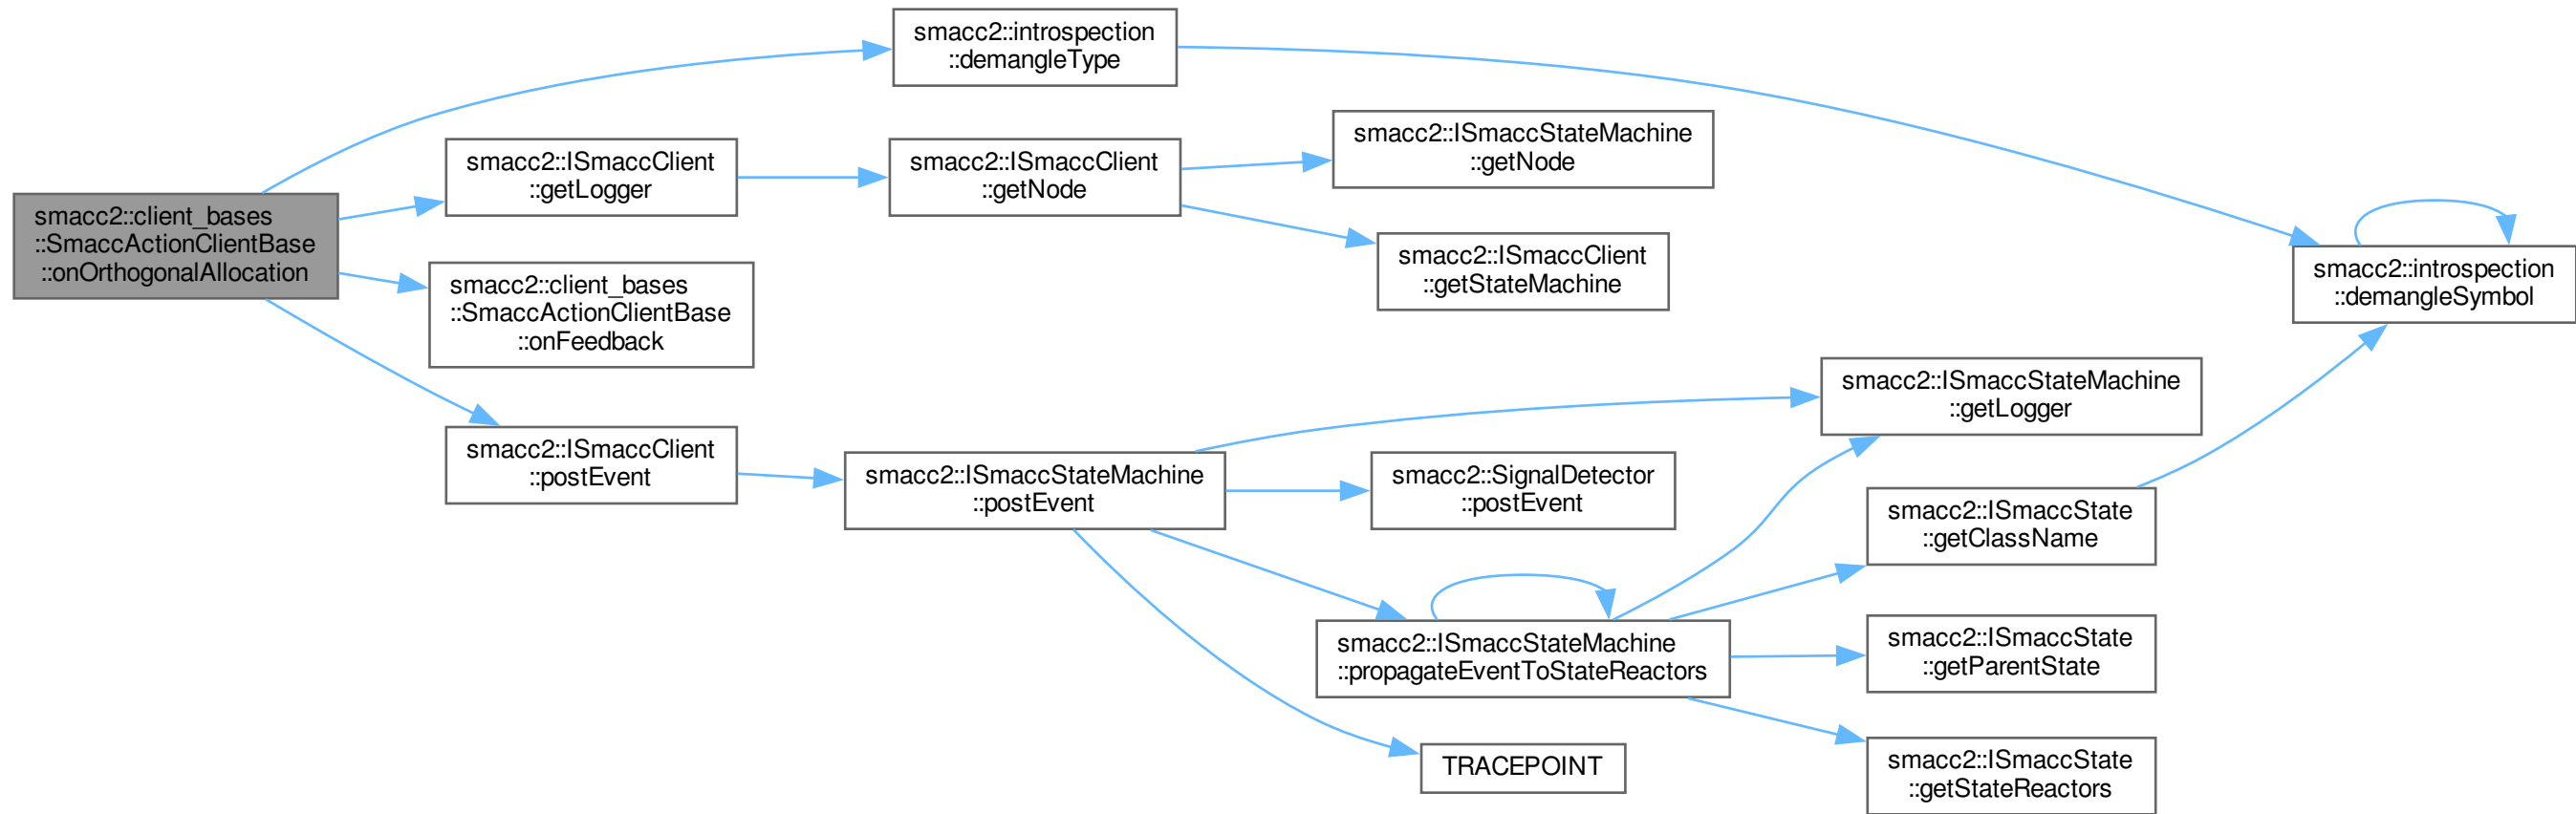 smacc2::introspection
::demangleType
smacc2::ISmaccStateMachine
::getNode
smacc2::ISmaccClient
::getLogger
smacc2::ISmaccClient
::getNode
smacc2::client_bases
::SmaccActionClientBase
::onOrthogonalAllocation
smacc2::ISmaccClient
::getStateMachine
smacc2::introspection
::demangleSymbol
smacc2::client_bases
::SmaccActionClientBase
::onFeedback
smacc2::ISmaccStateMachine
::getLogger
smacc2::ISmaccClient
::postEvent
smacc2::ISmaccStateMachine
::postEvent
smacc2::SignalDetector
::postEvent
smacc2::ISmaccState
::getClassName
smacc2::ISmaccStateMachine
::propagateEventToStateReactors
smacc2::ISmaccState
::getParentState
TRACEPOINT
smacc2::ISmaccState
::getStateReactors